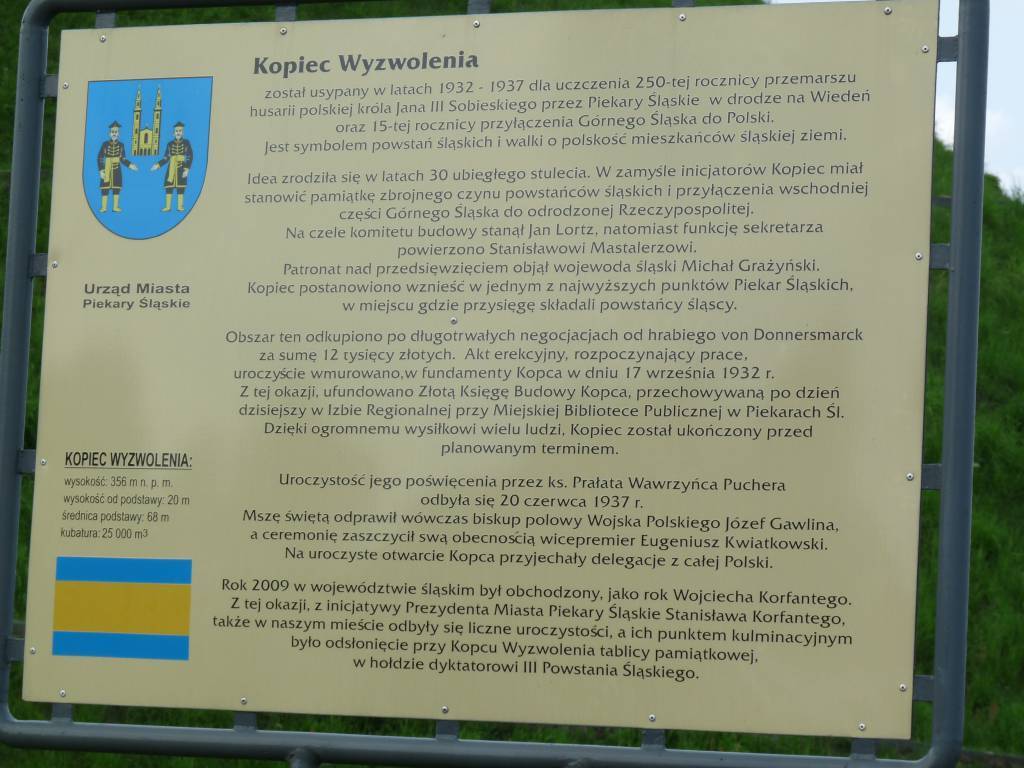 Kopiec Wyzwolenia
został usypany w latach 1932 - 1937 dla uczczenia 250-tej rocznicy przemarszu
husarii polskiej króla Jana III Sobieskiego przez Piekary Śląskie w drodze na Wiedeń
oraz 15-tej rocznicy przyłączenia Górnego Śląska do Polski.
Jest symbolem powstań śląskich i walki o polskość mieszkańców śląskiej ziemi.
Idea zrodziła się w latach 30 ubiegłego stulecia. W zamyśle inicjatorów Kopiec miał
stanowić pamiątkę zbrojnego czynu powstańców śląskich i przyłączenia wschodniej
części Górnego Śląska do odrodzonej Rzeczypospolitej.
Na czele komitetu budowy stanął Jan Lortz, natomiast funkcję sekretarza
powierzono Stanisławowi Mastalerzowi.
Patronat nad przedsięwzięciem objął wojewoda śląski Michał Grażyński.
Kopiec postanowiono wznieść w jednym z najwyższych punktów Piekar Śląskich,
w miejscu gdzie przysięgę składali powstańcy śląscy.
Obszar ten odkupiono po długotrwałych negocjacjach od hrabiego von Donnersmarck
za sumę 12 tysięcy złotych. Akt erekcyjny, rozpoczynający prace,
uroczyście wmurowano,w fundamenty Kopca w dniu 17 września 1932 r.
Z tej okazji, ufundowano Złotą Księgę Budowy Kopca, przechowywaną po dzień
dzisiejszy w Izbie Regionalnej przy Miejskiej Bibliotece Publicznej w Piekarach Śl.
Dzięki ogromnemu wysiłkowi wielu ludzi, Kopiec został ukończony przed
planowanym terminem.
Uroczystość jego poświęcenia przez ks. Prałata Wawrzyńca Puchera
odbyła się 20 czerwca 1937 r.
Mszę świętą odprawił wówczas biskup polowy Wojska Polskiego Józef Gawlina,
a ceremonię zaszczycił swą obecnością wicepremier Eugeniusz Kwiatkowski.
Na uroczyste otwarcie Kopca przyjechały delegacje z całej Polski.
Rok 2009 w województwie śląskim był obchodzony, jako rok Wojciecha Korfantego.
Z tej okazji, z inicjatywy Prezydenta Miasta Piekary Śląskie Stanisława Korfantego,
także w naszym mieście odbyły się liczne uroczystości, a ich punktem kulminacyjnym
było odsłonięcie przy Kopcu Wyzwolenia tablicy pamiątkowej,
w hołdzie dyktatorowi III Powstania Śląskiego.
Urząd Miasta
Piekary Śląskie
KOPIEC WYZWOLENIA:
wysokość: 356 m n. p. m.
wysokość od podstawy: 20 m
średnica podstawy: 68 m
kubatura: 25 000 m3